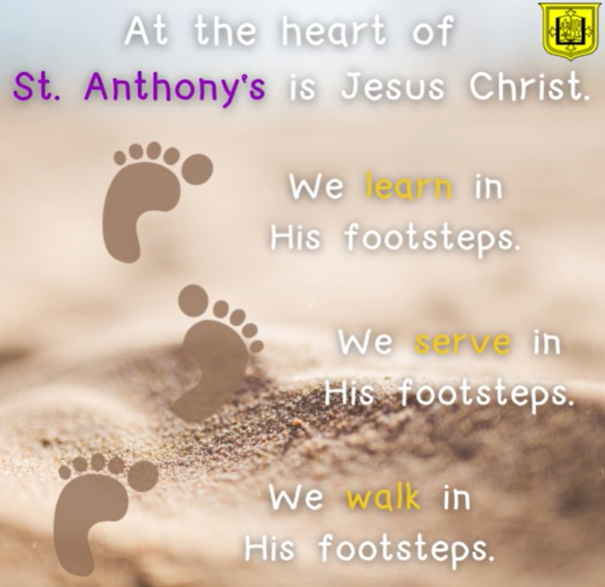 At the heart of
St. Anthony's is Jesus Christ.
We learn in
His footsteps.
We serve in
His footsteps.
We walk in
His footsteps.